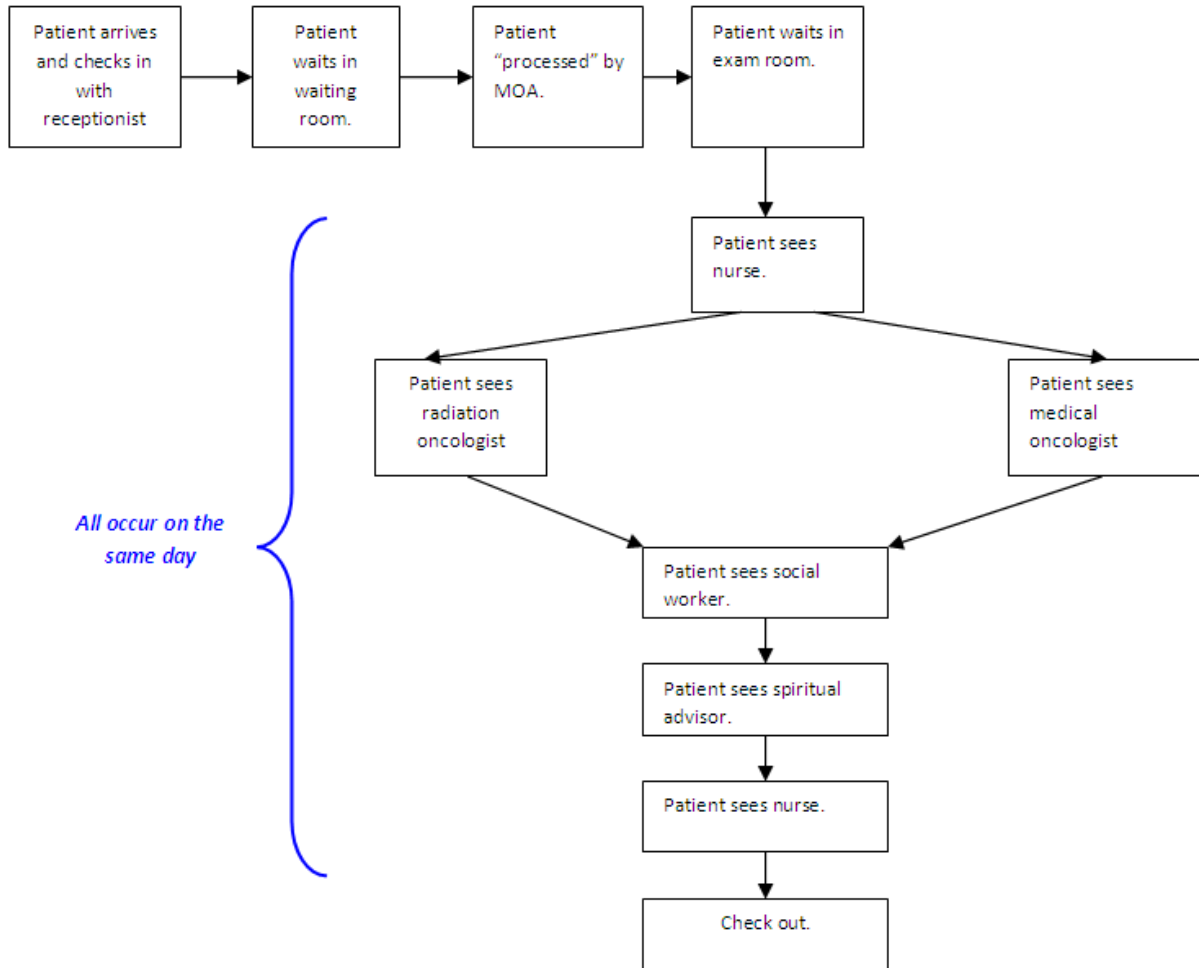 Patient arrives
and checks in
with
receptionist
Patient
waits in
waiting
room.
Patient
“processed” by
MOA.
Patient waits in
exam room.
Patient sees
nurse.
Patient sees
radiation
oncologist
Patient sees
medical
oncologist
All occur on the
same day
Patient sees social
worker.
Patient sees spiritual
advisor.
Patient sees nurse.
Check out.